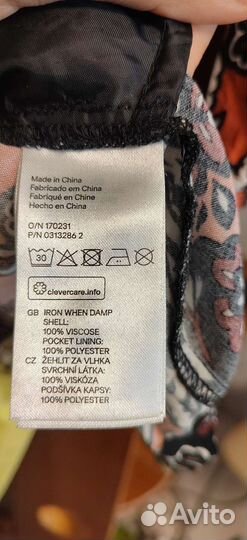 Made in China
Fabricado em China
Fabriqué en Chine
Hecho en China
O/N 170231
P/N 0313286 2
30
clevercare.info
GB IRON WHEN DAMP
SHELL:
100% VISCOSE
POCKET LINING:
100% POLYESTER
CZ ŽEHLIT ZA VLHKA
SVRCHNÍ LÁTKA:
100% VISKÓZA
PODŠÍVKA KAPSY:
100% POLYESTER
Avito